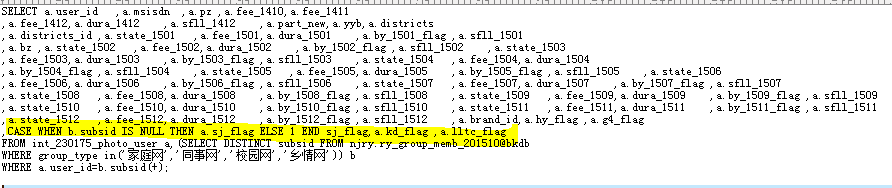 SELECT a.user_id ,a.msisdn ,a.pz ,a.fee_1410,a.fee_1411
,a.fee_1412,a.dura_1412 ,a.sfll_1412 ,a.part_new,a.yyb,a.districts
,a.districts_id ,a.state_1501 ,a.fee_1501,a.dura_1501 ,a.by_1501_flag ,a.sfll_1501
,a.bz ,a.state_1502 ,a.fee_1502,a.dura_1502 ,a.by_1502_flag ,a.sfll_1502 ,a.state_1503
,a.fee_1503,a.dura_1503 ,a.by_1503_flag ,a.sfll_1503 ,a.state_1504 ,a.fee_1504,a.dura_1504
,a.by_1504_flag ,a.sfll_1504 ,a.state_1505 ,a.fee_1505,a.dura_1505 ,a.by_1505_flag ,a.sfll_1505 ,a.state_1506
,a.fee_1506,a.dura_1506 ,a.by_1506_flag ,a.sfll_1506 ,a.state_1507 ,a.fee_1507,a.dura_1507 ,a.by_1507_flag ,a.sfll_1507
,a.state_1508 ,a.fee_1508,a.dura_1508 ,a.by_1508_flag ,a.sfll_1508 ,a.state_1509 ,a.fee_1509,a.dura_1509 ,a.by_1509_flag ,a.sfll_1509
,a.state_1510 ,a.fee_1510,a.dura_1510 ,a.by_1510_flag ,a.sfll_1510 ,a.state_1511 ,a.fee_1511,a.dura_1511 ,a.by_1511_flag ,a.sfll_1511
,a.state_1512 ,a.fee_1512,a.dura_1512 ,a.by_1512_flag ,a.sfll_1512 ,a.brand_id,a.hy_flag ,a.g4_flag
,CASE WHEN b.subsid IS NULL THEN a.sj_flag ELSE 1 END sj_flag,a.kd_flag ,a.lltc_flag
FROM int_230175_photo_user a,(SELECT DISTINCT subsid FROM njry.ry_group_memb_201510@bkdb
WHERE group_type in('家庭网','同事网','校园网','乡情网')) b
WHERE a.user_id=b.subsid(+);